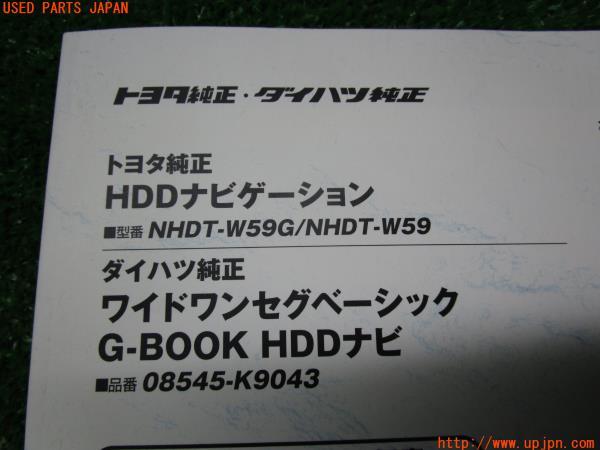 USED PARTS JAPAN
トヨタ純正・ダイハツ純正
トヨタ純正
HDDナビゲーション
■型番 NHDT-W59G/NHDT-W59
ダイハツ純正
ワイドワンセグベーシック
G-BOOK HDDナビ
■品番 08545-K9043
http://www.upjpn.com